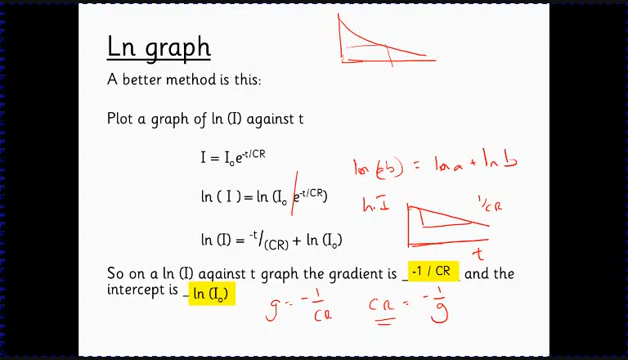 Ln graph
A better method is this:
Plot a graph of ln (I) against t
I = I₀e^-t/CR
ln (ab) = ln a + ln b
ln ( I ) = ln (I₀ e^-t/CR)
ln I
1/CR
ln (I) = ^-t/(CR) + ln (I₀)
t
So on a ln (I) against t graph the gradient is _ -1 / CR _ and the
intercept is _ ln (I₀)
g = - 1/CR
CR = - 1/g